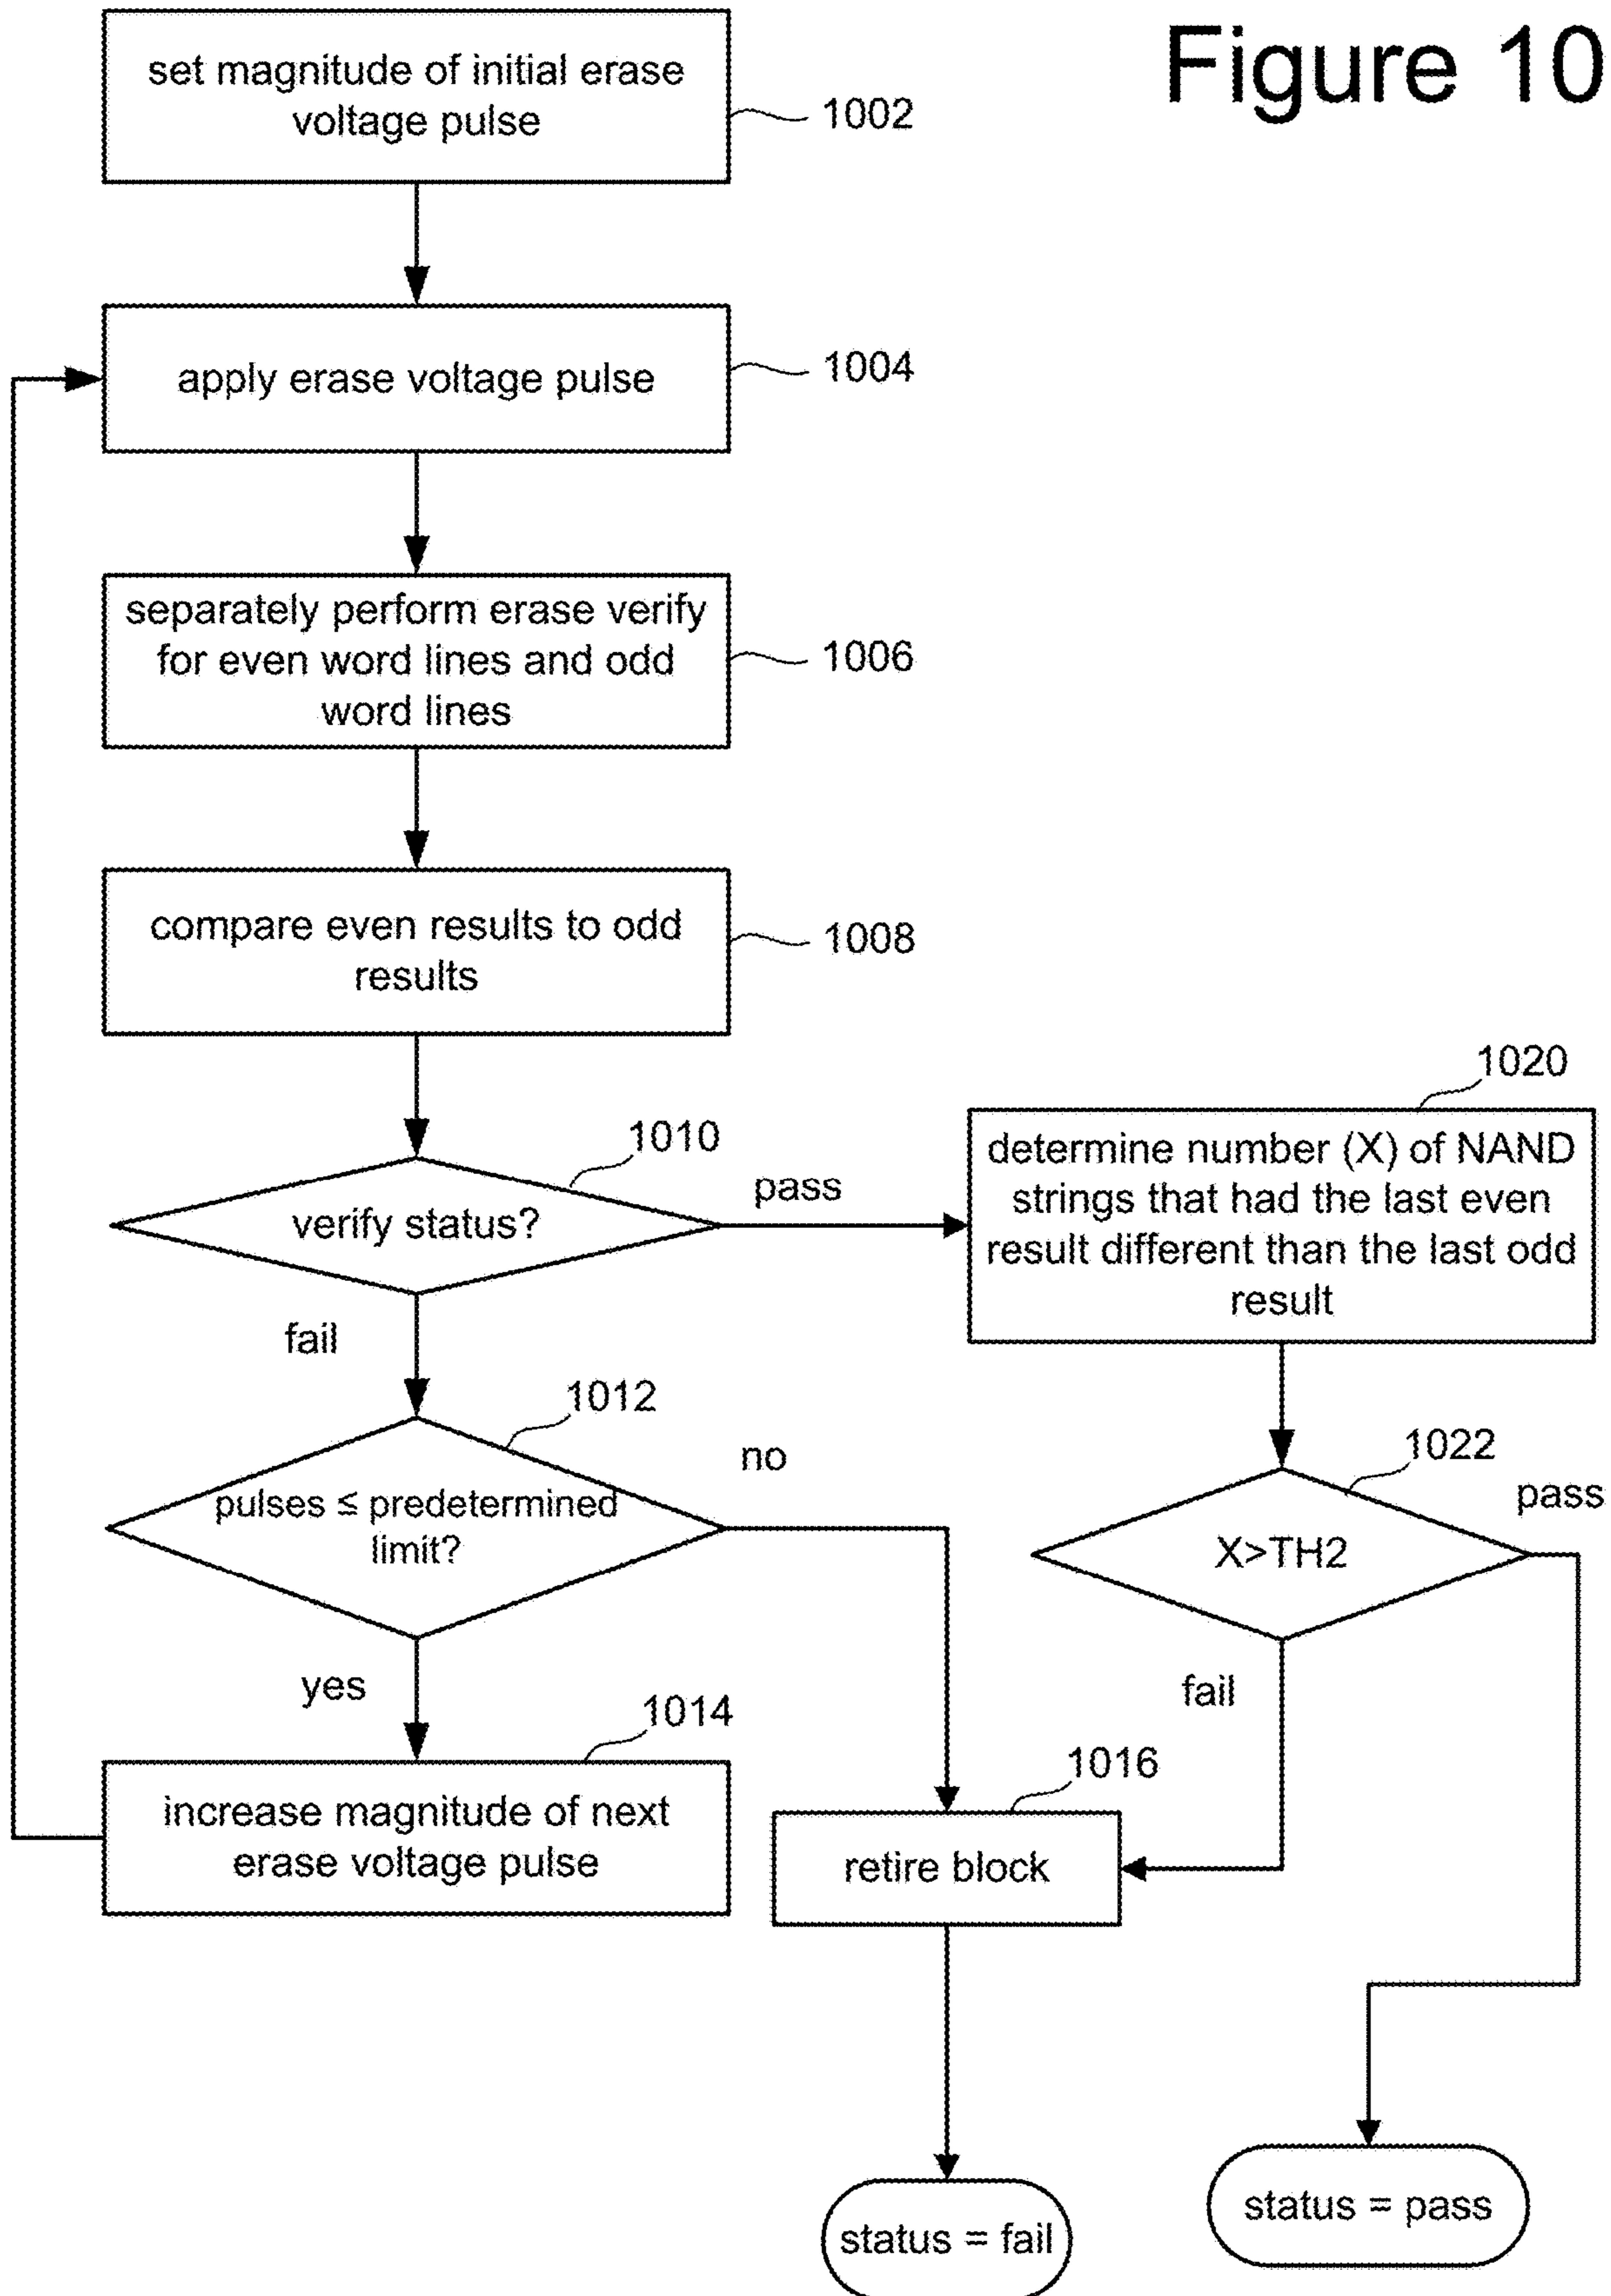 Figure 10
set magnitude of initial erase
voltage pulse
1002
apply erase voltage pulse
1004
separately perform erase verify
for even word lines and odd
word lines
1006
compare even results to odd
results
1008
1010
verify status?
pass
fail
1020
determine number (X) of NAND
strings that had the last even
result different than the last odd
result
1012
pulses ≤ predetermined
limit?
no
yes
1022
X>TH2
pass
fail
1014
increase magnitude of next
erase voltage pulse
1016
retire block
status = fail
status = pass